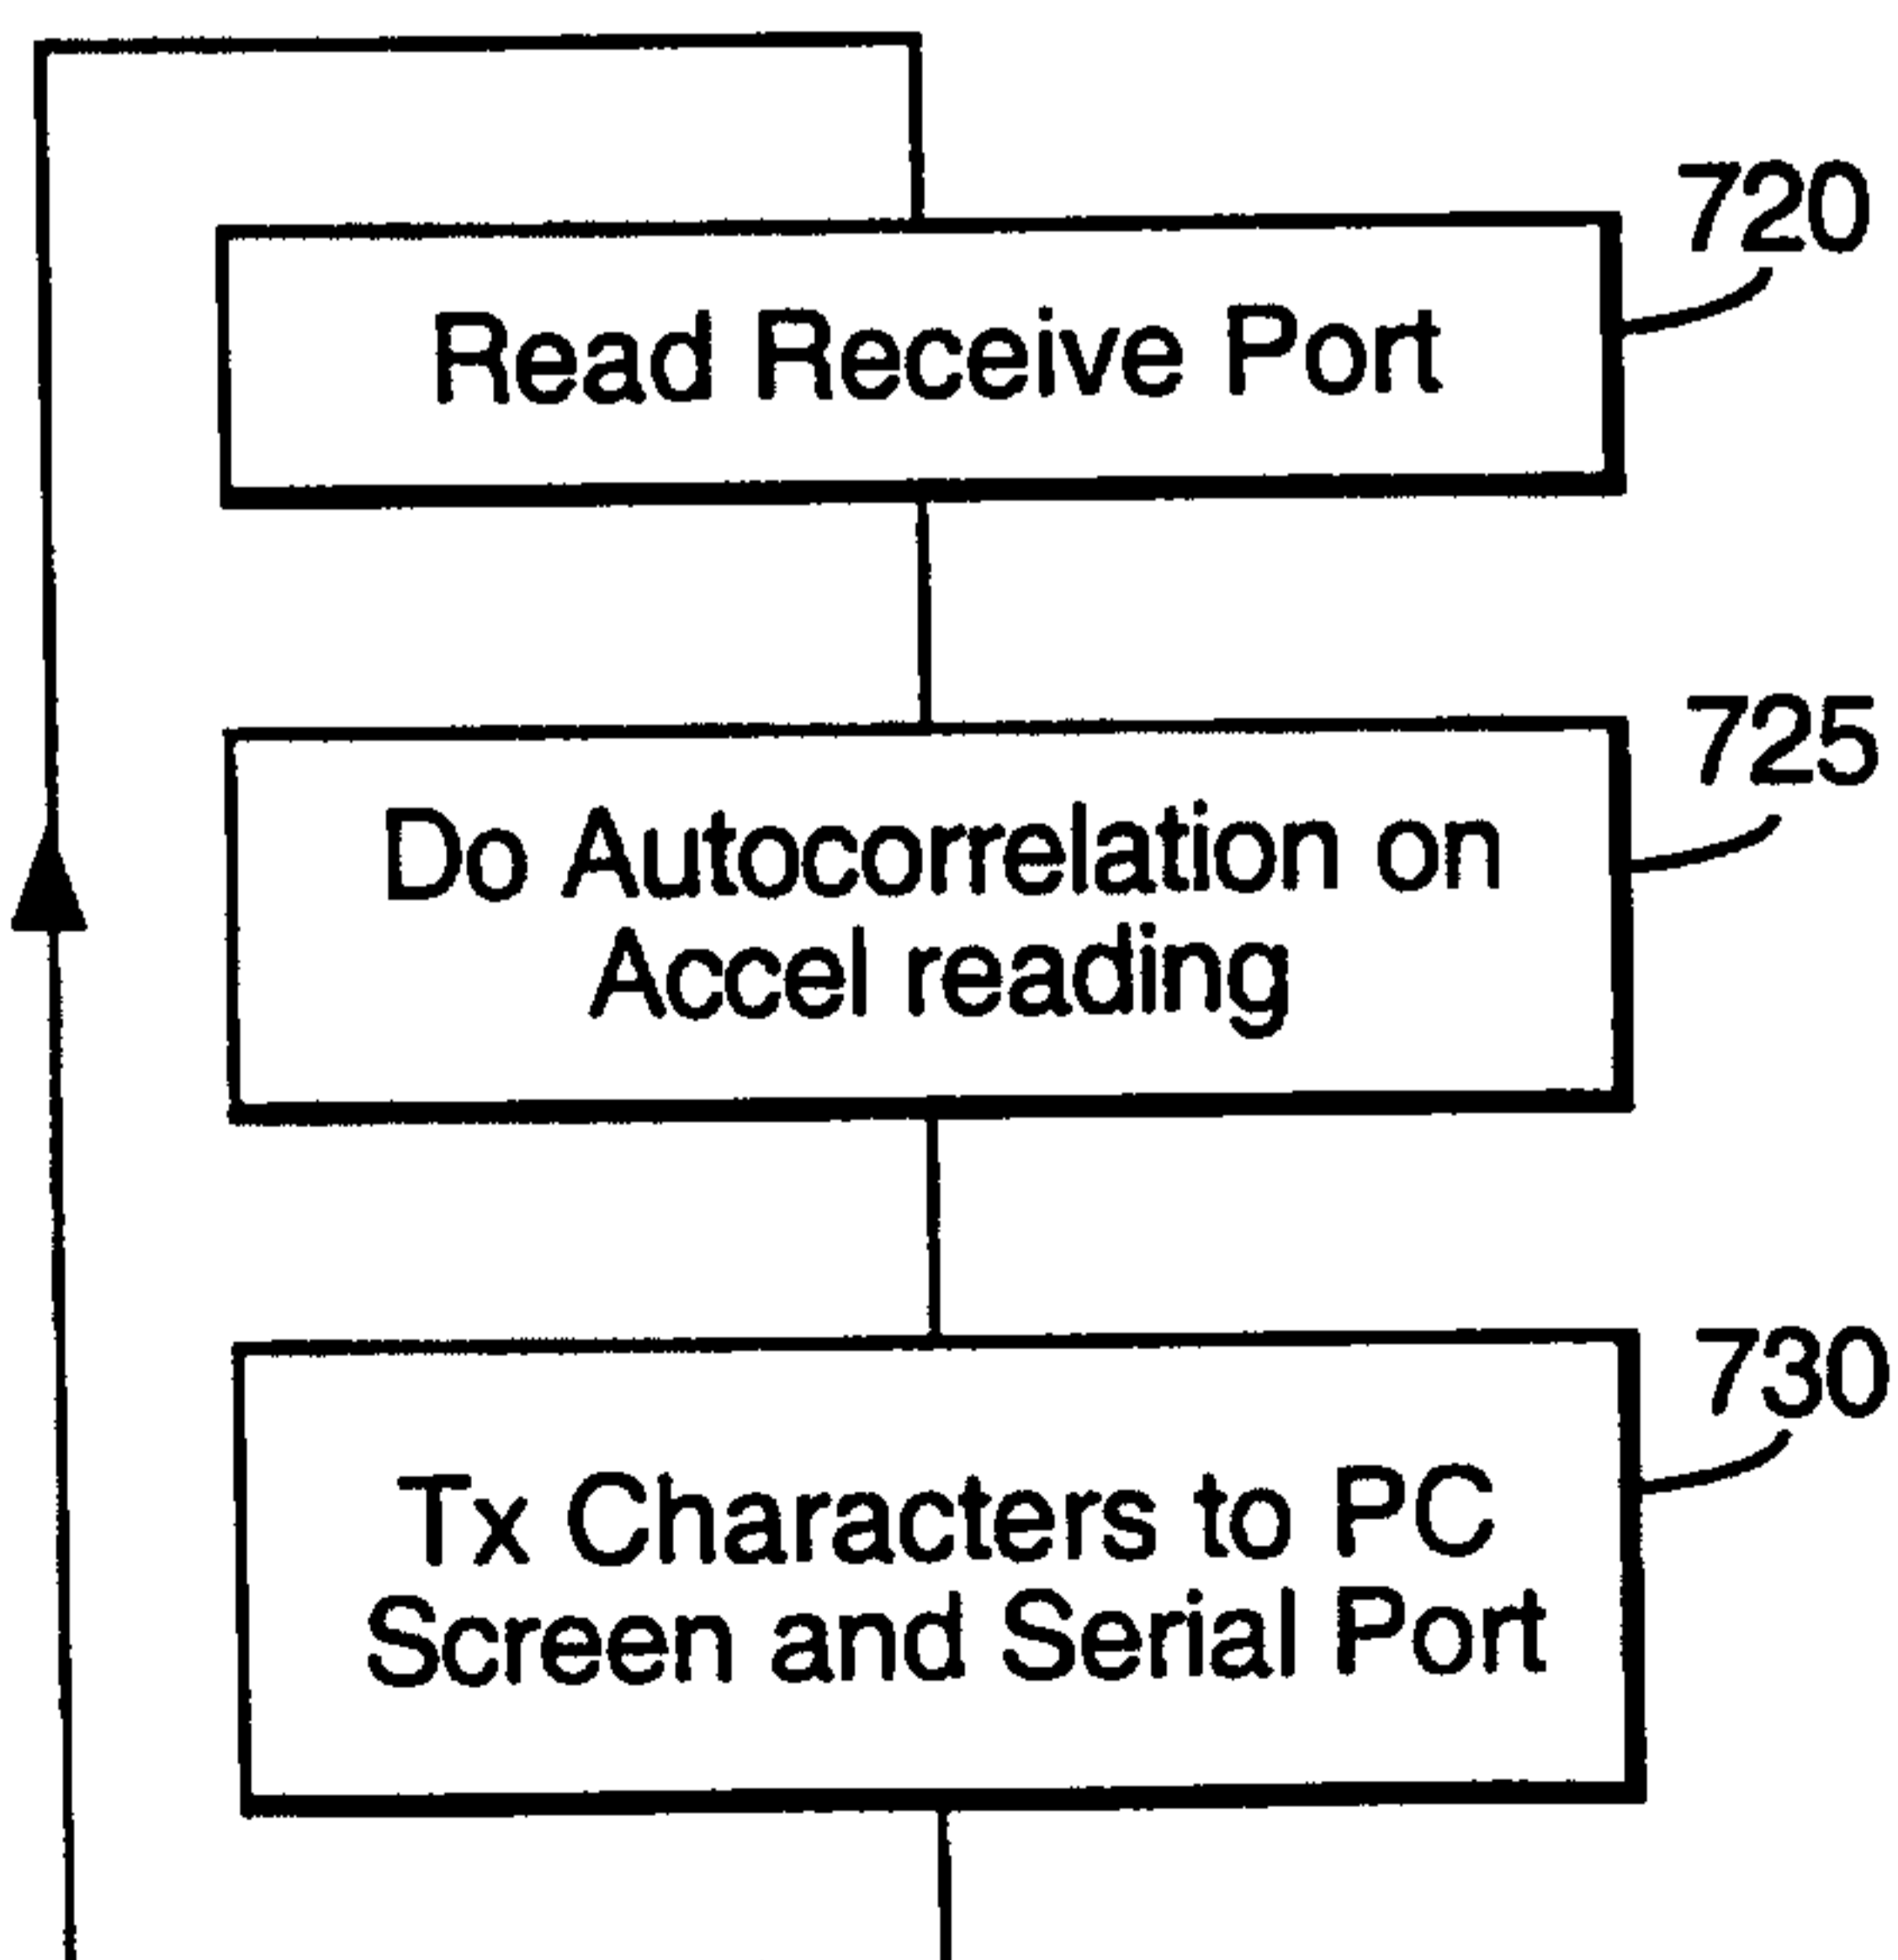 720
Read Receive Port
725
Do Autocorrelation on
Accel reading
730
Tx Characters to PC
Screen and Serial Port